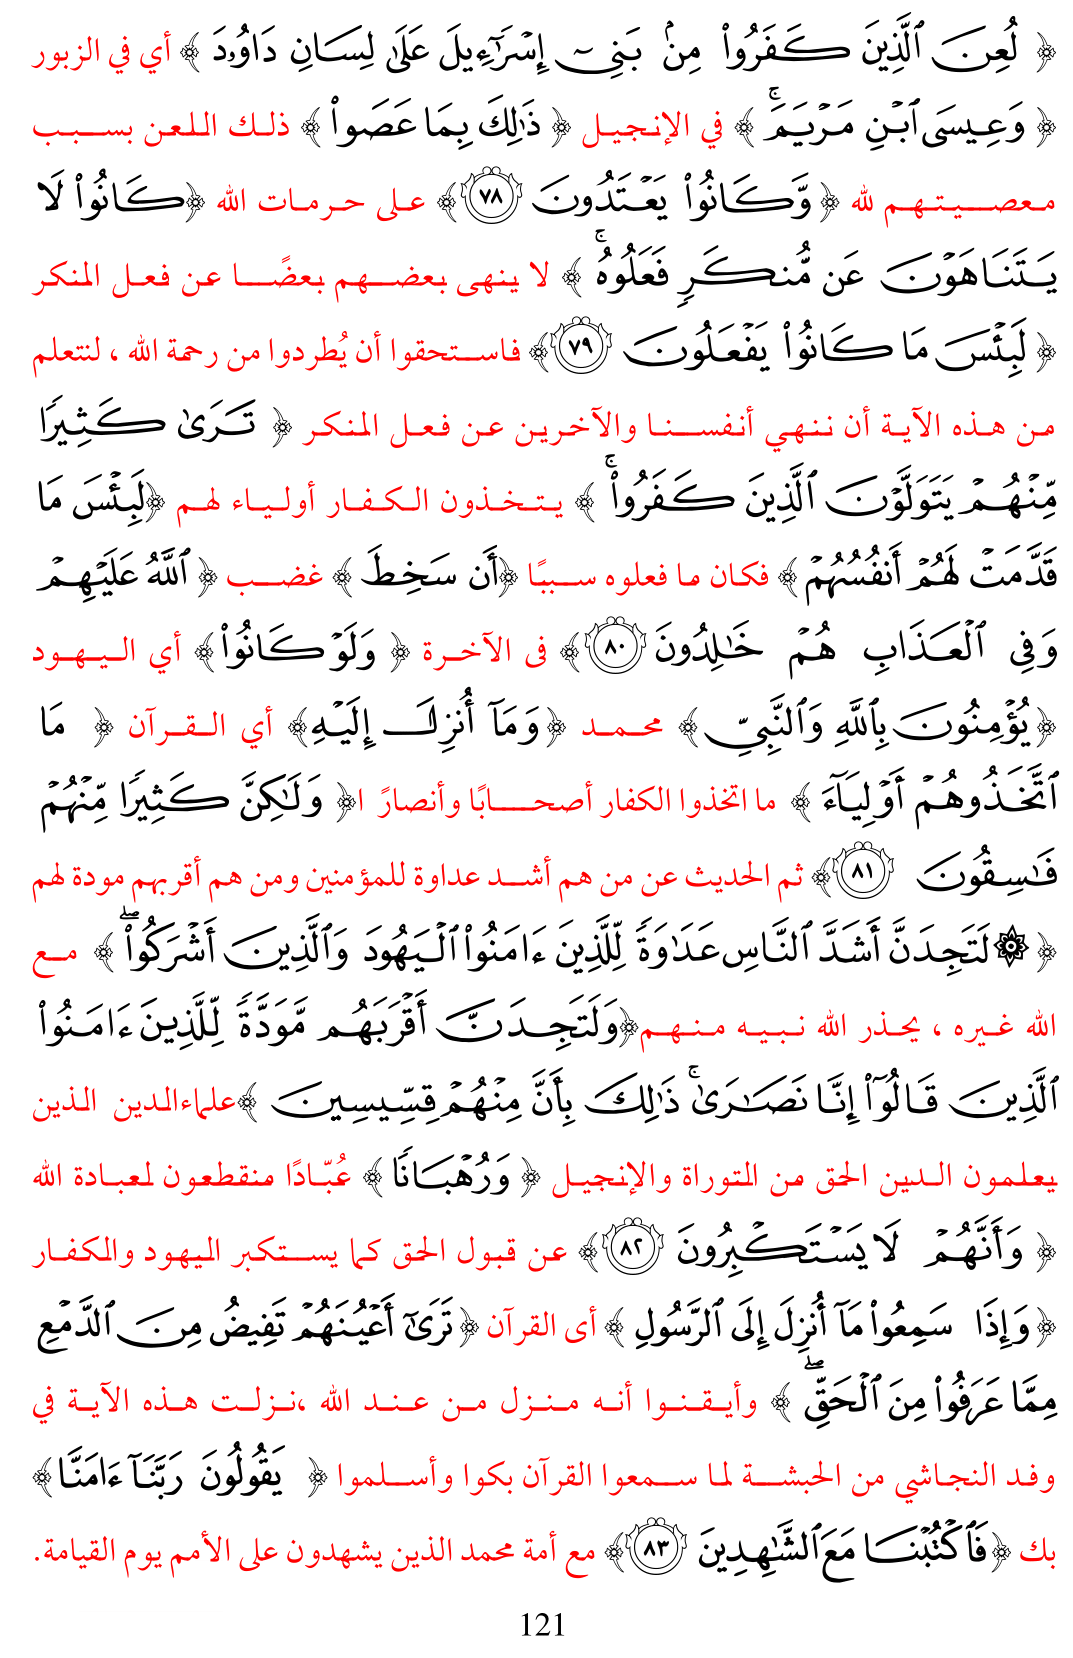 ﴿ لُعِنَ ٱلَّذِينَ كَفَرُوا۟ مِنۢ بَنِىٓ إِسْرَٰٓءِيلَ عَلَىٰ لِسَانِ دَاوُۥدَ ﴾ أي في الزبور
﴿ وَعِيسَى ٱبْنِ مَرْيَمَ ۚ ﴾ في الإنجيل ﴿ ذَٰلِكَ بِمَا عَصَوا۟ ﴾ ذلك اللعن بسبب
معصيتهم لله ﴿ وَّكَانُوا۟ يَعْتَدُونَ ٧٨ ﴾ على حرمات الله ﴿كَانُوا۟ لَا
يَتَنَاهَوْنَ عَن مُّنكَرٍ فَعَلُوهُ ۚ ﴾ لا ينهى بعضهم بعضًا عن فعل المنكر
﴿ لَبِئْسَ مَا كَانُوا۟ يَفْعَلُونَ ٧٩ ﴾ فاستحقوا أن يُطردوا من رحمة الله ، لنتعلم
من هذه الآية أن ننهي أنفسنا والآخرين عن فعل المنكر ﴿ تَرَىٰ كَثِيرًا
مِّنْهُمْ يَتَوَلَّوْنَ ٱلَّذِينَ كَفَرُوا۟ ۚ ﴾ يتخذون الكفار أولياء لهم ﴿لَبِئْسَ مَا
قَدَّمَتْ لَهُمْ أَنفُسُهُمْ ﴾ فكان ما فعلوه سببًا ﴿أَن سَخِطَ ﴾ غضب ﴿ ٱللَّهُ عَلَيْهِمْ
وَفِي ٱلْعَذَابِ هُمْ خَٰلِدُونَ ٨٠ ﴾ فى الآخرة ﴿ وَلَوْ كَانُوا۟ ﴾ أي اليهود
﴿يُؤْمِنُونَ بِٱللَّهِ وَٱلنَّبِيِّ ﴾ محمد ﴿وَمَآ أُنزِلَ إِلَيْهِ﴾ أي القرآن ﴿ مَا
ٱتَّخَذُوهُمْ أَوْلِيَآءَ ﴾ ما اتخذوا الكفار أصحابًا وأنصارً ا﴿ وَلَٰكِنَّ كَثِيرًا مِّنْهُمْ
فَٰسِقُونَ ٨١ ﴾ ثم الحديث عن من هم أشد عداوة للمؤمنين ومن هم أقربهم مودة لهم
﴿ ۞لَتَجِدَنَّ أَشَدَّ ٱلنَّاسِ عَدَٰوَةً لِّلَّذِينَ ءَامَنُوا۟ ٱلْيَهُودَ وَٱلَّذِينَ أَشْرَكُوا۟ ۖ ﴾ مع
الله غيره ، يحذر الله نبيه منهم﴿وَلَتَجِدَنَّ أَقْرَبَهُم مَّوَدَّةً لِّلَّذِينَ ءَامَنُوا۟
ٱلَّذِينَ قَالُوٓا۟ إِنَّا نَصَٰرَىٰ ۚ ذَٰلِكَ بِأَنَّ مِنْهُمْ قِسِّيسِينَ ﴾علماءالدين الذين
يعلمون الدين الحق من التوراة والإنجيل ﴿ وَرُهْبَانًا ﴾ عُبّادًا منقطعون لعبادة الله
﴿ وَأَنَّهُمْ لَا يَسْتَكْبِرُونَ ٨٢ ﴾ عن قبول الحق كما يستكبر اليهود والكفار
﴿وَإِذَا سَمِعُوا۟ مَآ أُنزِلَ إِلَى ٱلرَّسُولِ ﴾ أى القرآن ﴿تَرَىٰٓ أَعْيُنَهُمْ تَفِيضُ مِنَ ٱلدَّمْعِ
مِمَّا عَرَفُوا۟ مِنَ ٱلْحَقِّ ۖ ﴾ وأيقنوا أنه منزل من عند الله ،نزلت هذه الآية في
وفد النجاشي من الحبشة لما سمعوا القرآن بكوا وأسلموا ﴿ يَقُولُونَ رَبَّنَآ ءَامَنَّا﴾
بك ﴿فَٱكْتُبْنَا مَعَ ٱلشَّٰهِدِينَ ٨٣ ﴾ مع أمة محمد الذين يشهدون على الأمم يوم القيامة.
121